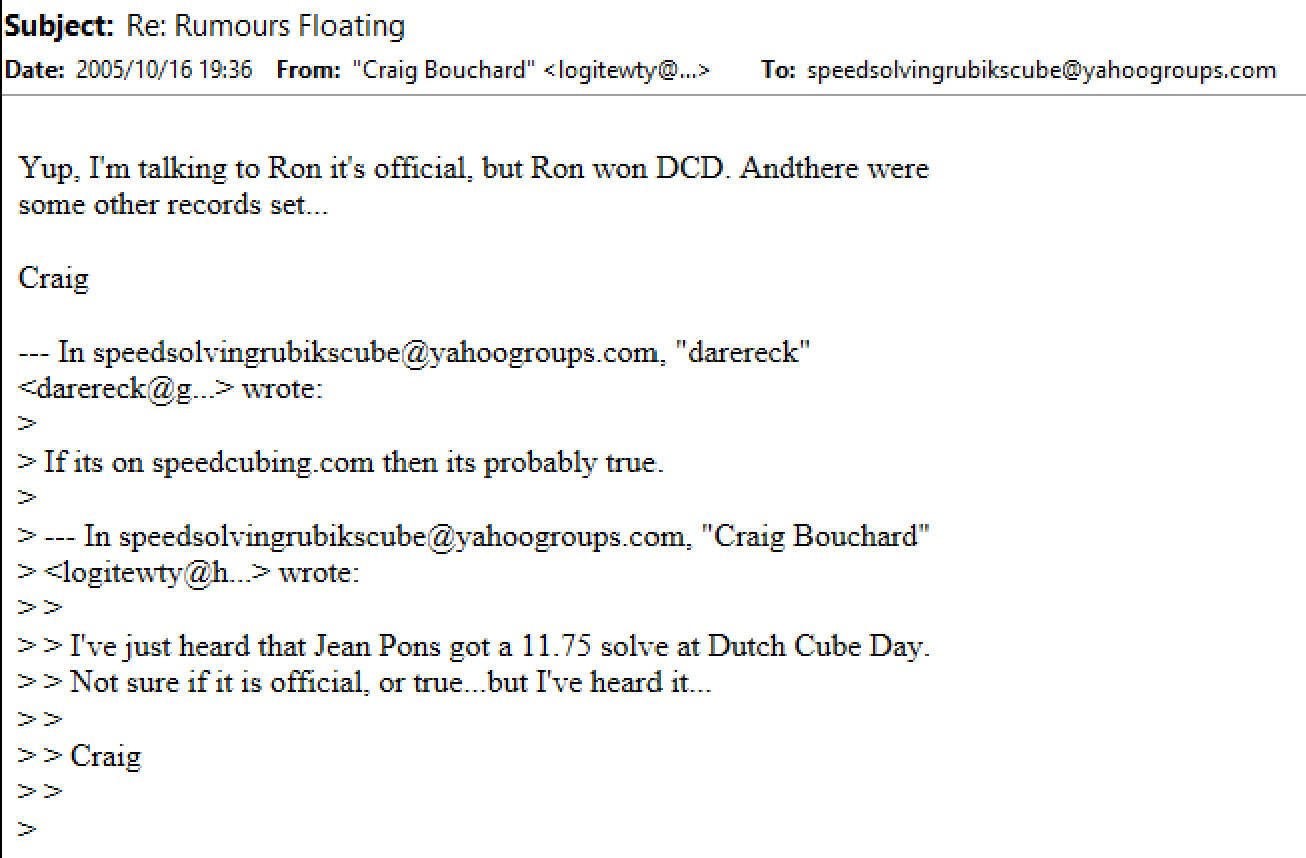 Subject: Re: Rumours Floating
Date: 2005/10/16 19:36 From: "Craig Bouchard" <logitewty@...> To: speedsolvingrubikscube@yahoogroups.com
Yup, I'm talking to Ron it's official, but Ron won DCD. Andthere were
some other records set...
Craig
--- In speedsolvingrubikscube@yahoogroups.com, "darereck"
<darereck@g...> wrote:
>
> If its on speedcubing.com then its probably true.
>
> --- In speedsolvingrubikscube@yahoogroups.com, "Craig Bouchard"
> <logitewty@h...> wrote:
> >
> > I've just heard that Jean Pons got a 11.75 solve at Dutch Cube Day.
> > Not sure if it is official, or true...but I've heard it...
> >
> > Craig
> >
>